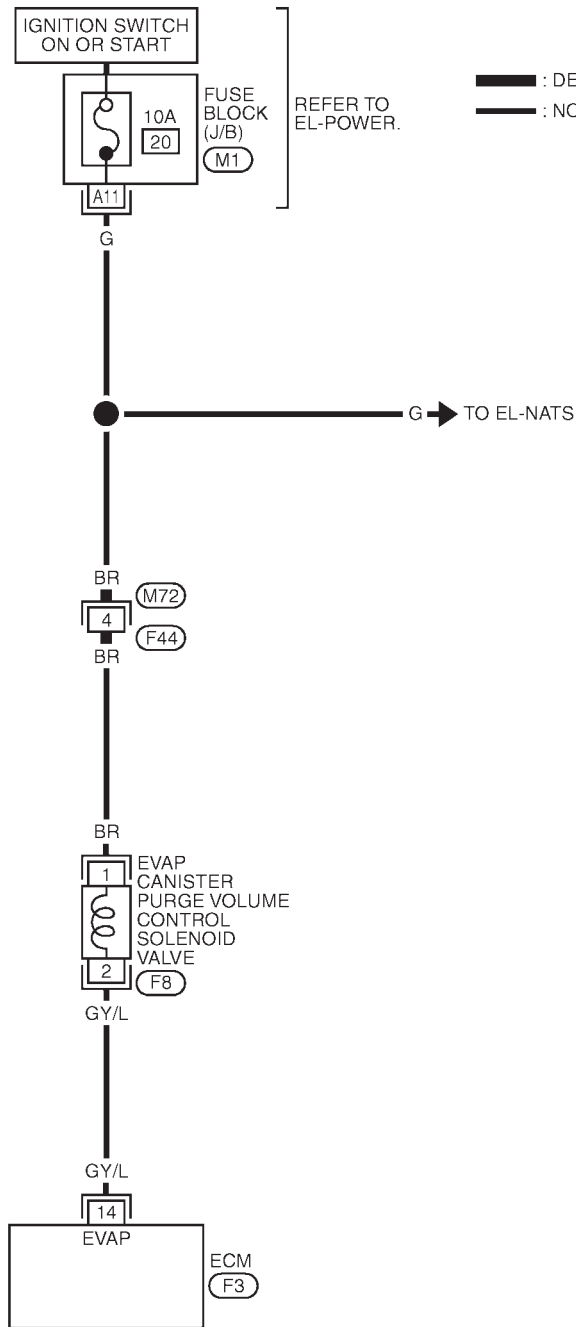 IGNITION SWITCH
ON OR START
10A
20
FUSE
BLOCK
(J/B)
M1
REFER TO
EL-POWER.
: DE
: NO
A11
G
G
TO EL-NATS
BR
M72
4
F44
BR
BR
1
EVAP
CANISTER
PURGE VOLUME
CONTROL
SOLENOID
VALVE
2
F8
GY/L
GY/L
14
EVAP
ECM
F3